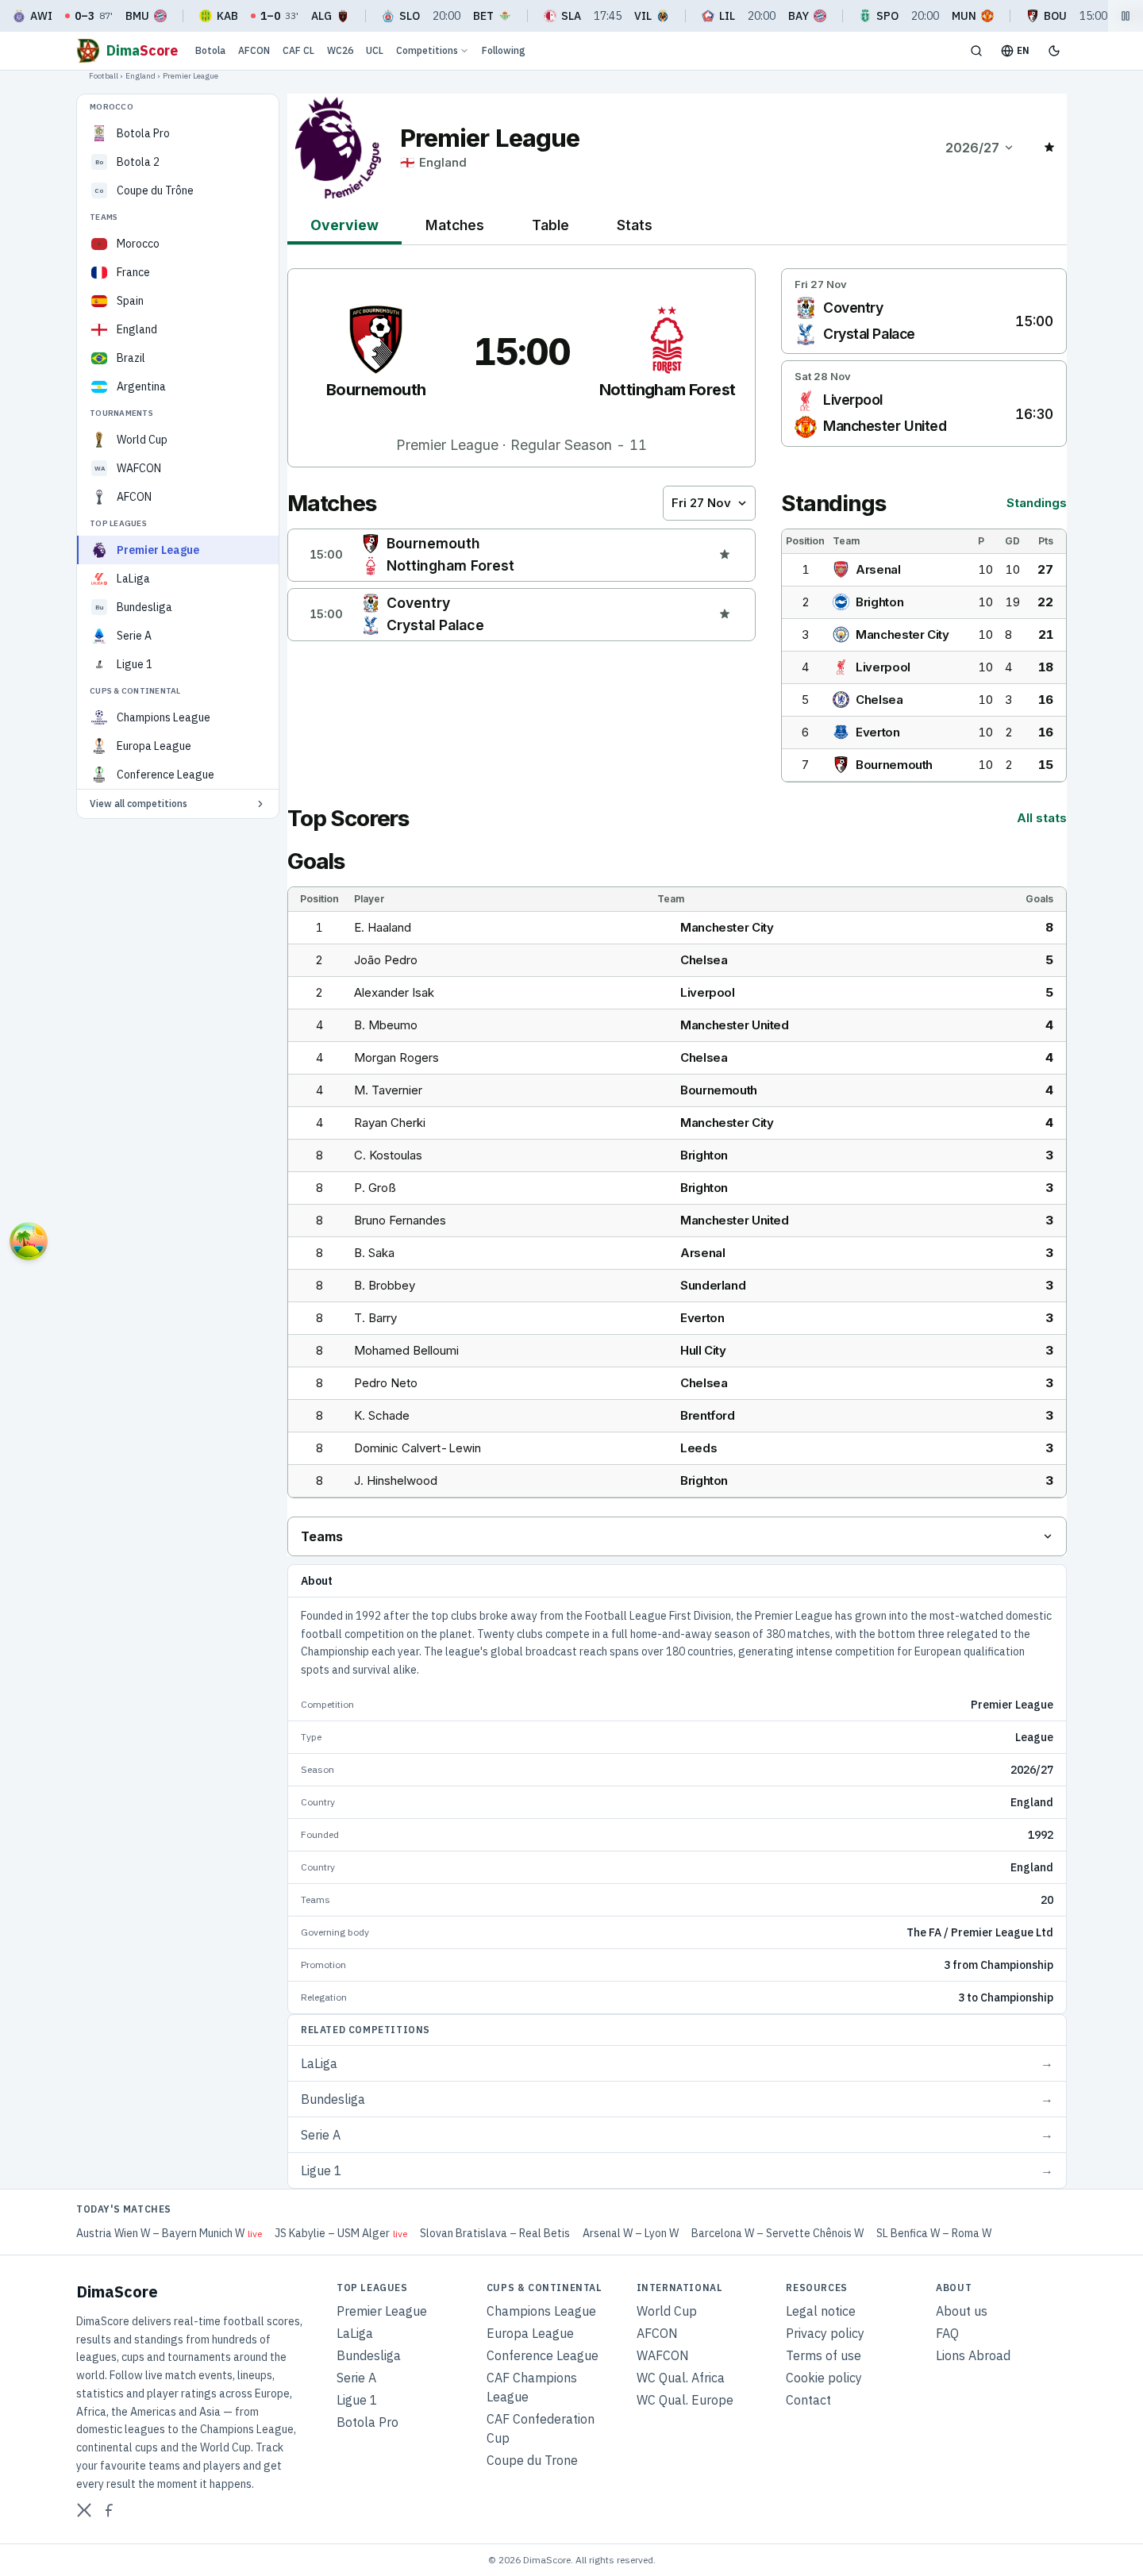 AWI 0–3 87' BMU KAB 1–0 33' ALG SLO 20:00 BET SLA 17:45 VIL LIL 20:00 BAY SPO 20:00 MUN BOU 15:00
DimaScore Botola AFCON CAF CL WC26 UCL Competitions Following EN
Football › England › Premier League
MOROCCO
Botola Pro
Bo Botola 2
Co Coupe du Trône
TEAMS
Morocco
France
Spain
England
Brazil
Argentina
TOURNAMENTS
World Cup
WA WAFCON
AFCON
TOP LEAGUES
Premier League
LaLiga
Bu Bundesliga
Serie A
Ligue 1
CUPS & CONTINENTAL
Champions League
Europa League
Conference League
View all competitions
Premier League
Premier League
England
2026/27
Overview Matches Table Stats
15:00
Bournemouth Nottingham Forest
Premier League · Regular Season - 11
Fri 27 Nov
Coventry
Crystal Palace
15:00
Sat 28 Nov
Liverpool
Manchester United
16:30
Matches Fri 27 Nov
15:00 Bournemouth
Nottingham Forest
15:00 Coventry
Crystal Palace
Standings Standings
Position Team P GD Pts
1 Arsenal 10 10 27
2 Brighton 10 19 22
3 Manchester City 10 8 21
4 Liverpool 10 4 18
5 Chelsea 10 3 16
6 Everton 10 2 16
7 Bournemouth 10 2 15
Top Scorers All stats
Goals
Position Player Team Goals
1 E. Haaland Manchester City 8
2 João Pedro Chelsea 5
2 Alexander Isak Liverpool 5
4 B. Mbeumo Manchester United 4
4 Morgan Rogers Chelsea 4
4 M. Tavernier Bournemouth 4
4 Rayan Cherki Manchester City 4
8 C. Kostoulas Brighton 3
8 P. Groß Brighton 3
8 Bruno Fernandes Manchester United 3
8 B. Saka Arsenal 3
8 B. Brobbey Sunderland 3
8 T. Barry Everton 3
8 Mohamed Belloumi Hull City 3
8 Pedro Neto Chelsea 3
8 K. Schade Brentford 3
8 Dominic Calvert-Lewin Leeds 3
8 J. Hinshelwood Brighton 3
Teams
About
Founded in 1992 after the top clubs broke away from the Football League First Division, the Premier League has grown into the most-watched domestic
football competition on the planet. Twenty clubs compete in a full home-and-away season of 380 matches, with the bottom three relegated to the
Championship each year. The league's global broadcast reach spans over 180 countries, generating intense competition for European qualification
spots and survival alike.
Competition Premier League
Type League
Season 2026/27
Country England
Founded 1992
Country England
Teams 20
Governing body The FA / Premier League Ltd
Promotion 3 from Championship
Relegation 3 to Championship
RELATED COMPETITIONS
LaLiga →
Bundesliga →
Serie A →
Ligue 1 →
TODAY'S MATCHES
Austria Wien W – Bayern Munich W live JS Kabylie – USM Alger live Slovan Bratislava – Real Betis Arsenal W – Lyon W Barcelona W – Servette Chênois W SL Benfica W – Roma W
DimaScore
DimaScore delivers real-time football scores,
results and standings from hundreds of
leagues, cups and tournaments around the
world. Follow live match events, lineups,
statistics and player ratings across Europe,
Africa, the Americas and Asia — from
domestic leagues to the Champions League,
continental cups and the World Cup. Track
your favourite teams and players and get
every result the moment it happens.
TOP LEAGUES
Premier League
LaLiga
Bundesliga
Serie A
Ligue 1
Botola Pro
CUPS & CONTINENTAL
Champions League
Europa League
Conference League
CAF Champions
League
CAF Confederation
Cup
Coupe du Trone
INTERNATIONAL
World Cup
AFCON
WAFCON
WC Qual. Africa
WC Qual. Europe
RESOURCES
Legal notice
Privacy policy
Terms of use
Cookie policy
Contact
ABOUT
About us
FAQ
Lions Abroad
© 2026 DimaScore. All rights reserved.